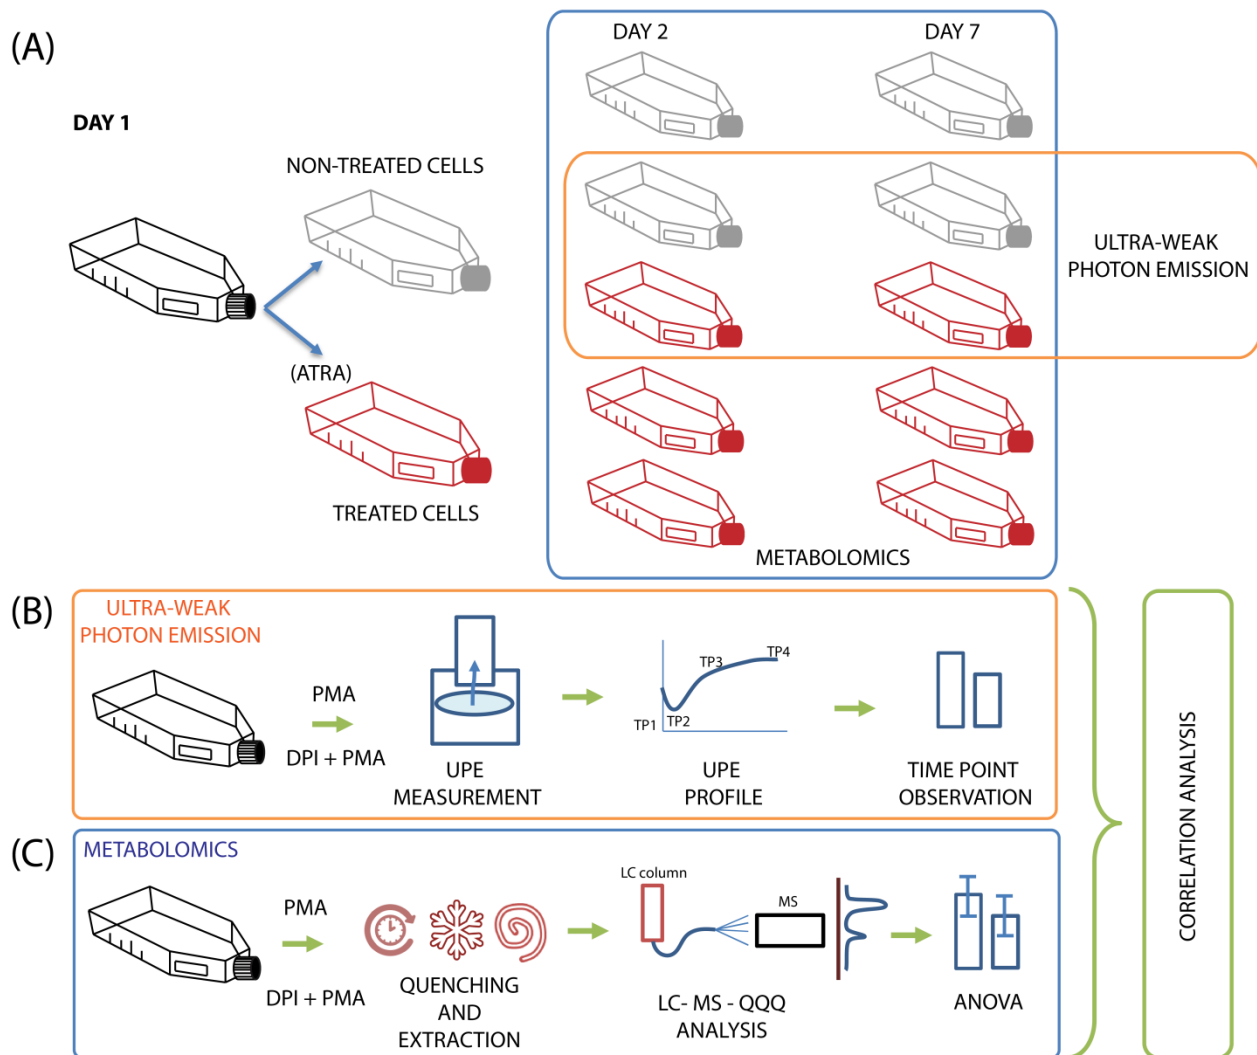 (A)
DAY 1
NON-TREATED CELLS
(ATRA)
TREATED CELLS
DAY 2
DAY 7
ULTRA-WEAK
PHOTON EMISSION
METABOLOMICS
(B)
ULTRA-WEAK
PHOTON EMISSION
PMA
DPI + PMA
UPE
MEASUREMENT
TP1
TP2
TP3
TP4
UPE
PROFILE
TIME POINT
OBSERVATION
(C)
METABOLOMICS
PMA
DPI + PMA
QUENCHING
AND
EXTRACTION
LC column
MS
LC- MS - QQQ
ANALYSIS
ANOVA
CORRELATION ANALYSIS